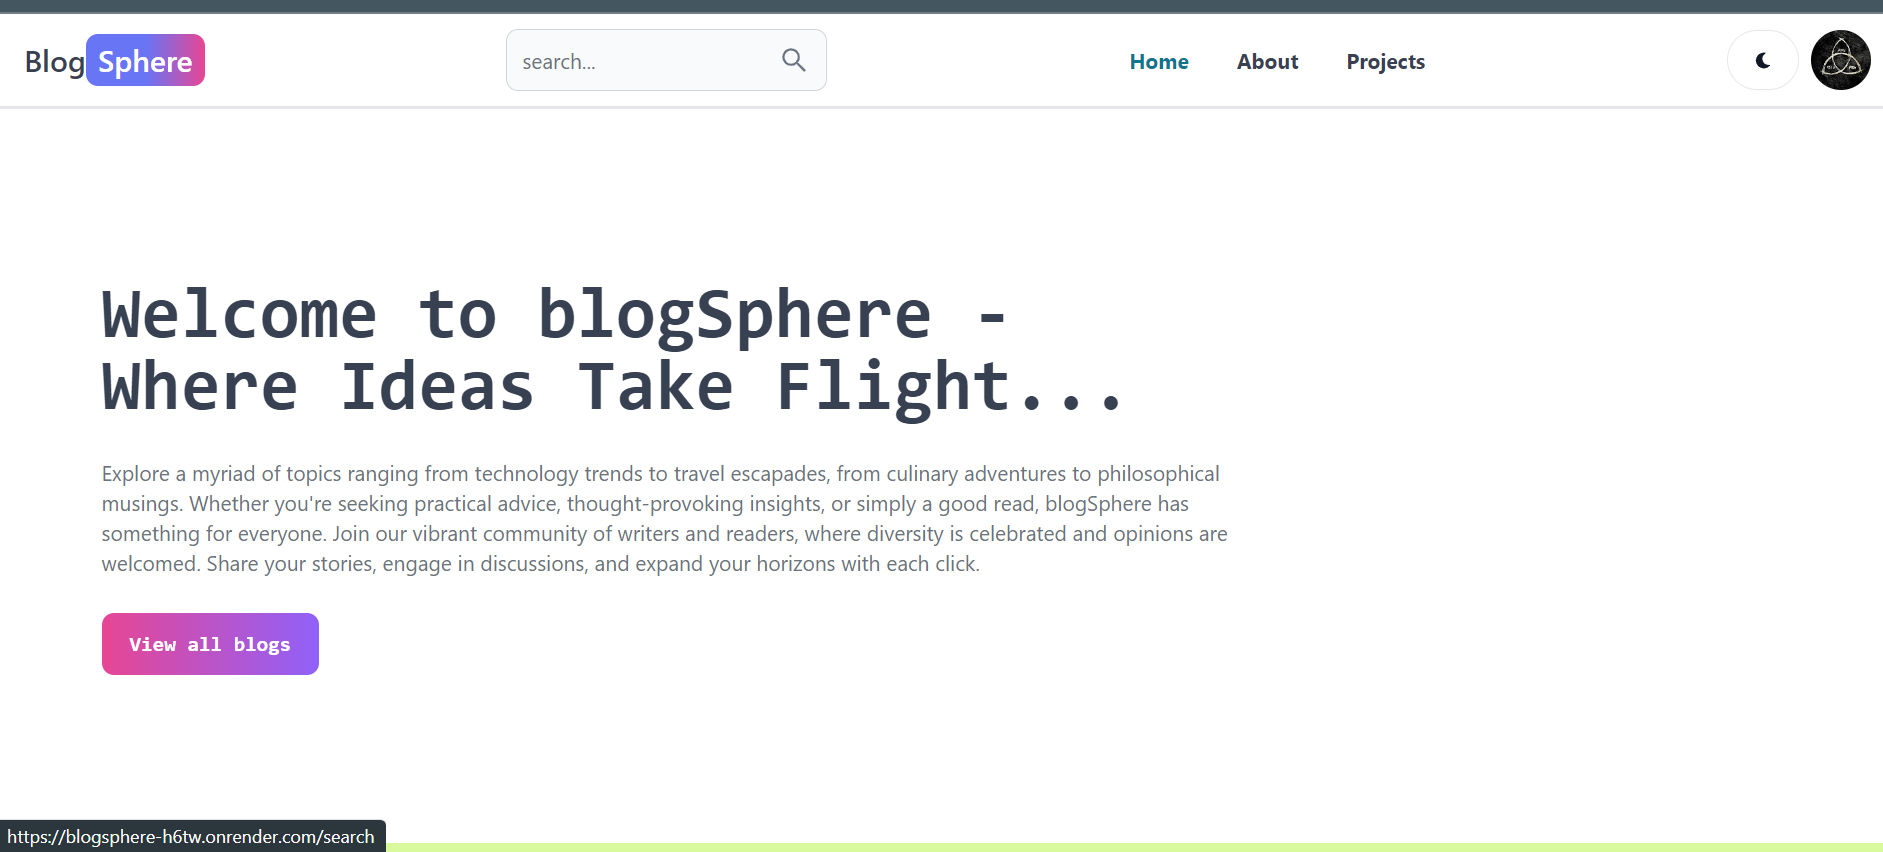 Blog Sphere
search...
Home
About
Projects
Welcome to blogSphere -
Where Ideas Take Flight...
Explore a myriad of topics ranging from technology trends to travel escapades, from culinary adventures to philosophical
musings. Whether you're seeking practical advice, thought-provoking insights, or simply a good read, blogSphere has
something for everyone. Join our vibrant community of writers and readers, where diversity is celebrated and opinions are
welcomed. Share your stories, engage in discussions, and expand your horizons with each click.
View all blogs
https://blogsphere-h6tw.onrender.com/search